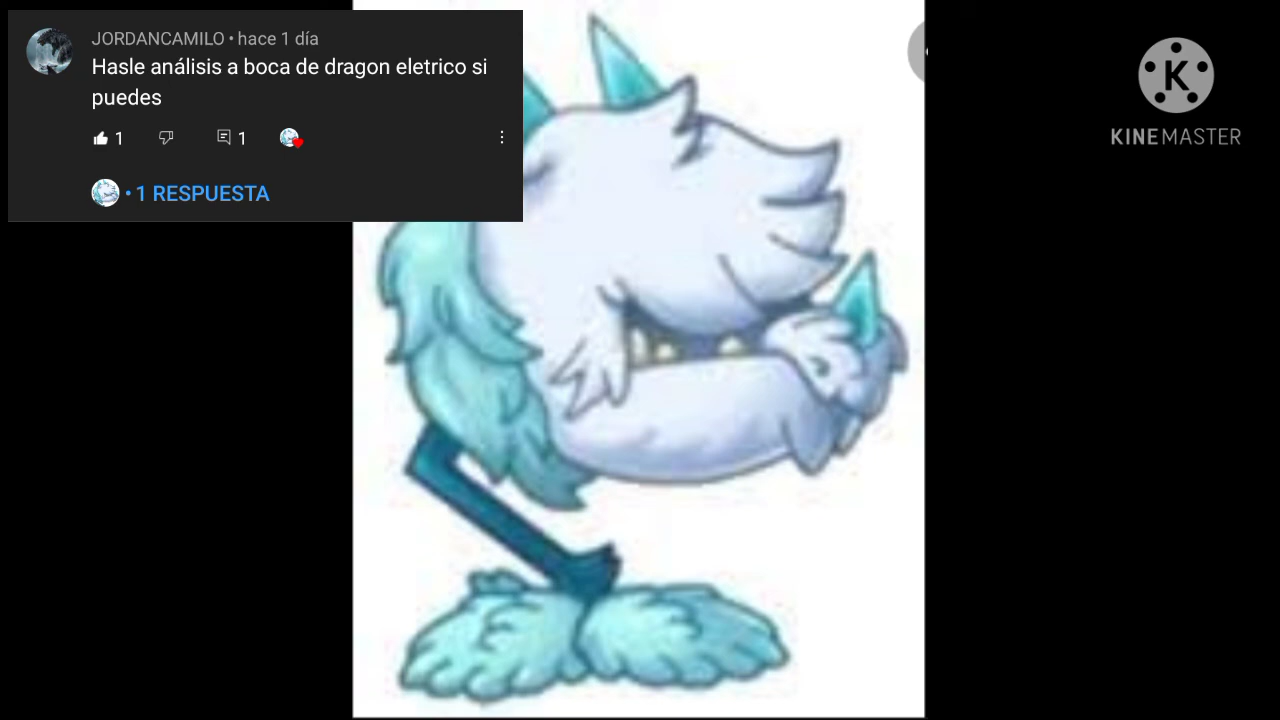 JORDANCAMILO • hace 1 día
Hasle análisis a boca de dragon eletrico si
puedes
1
1
• 1 RESPUESTA
K
KINEMASTER